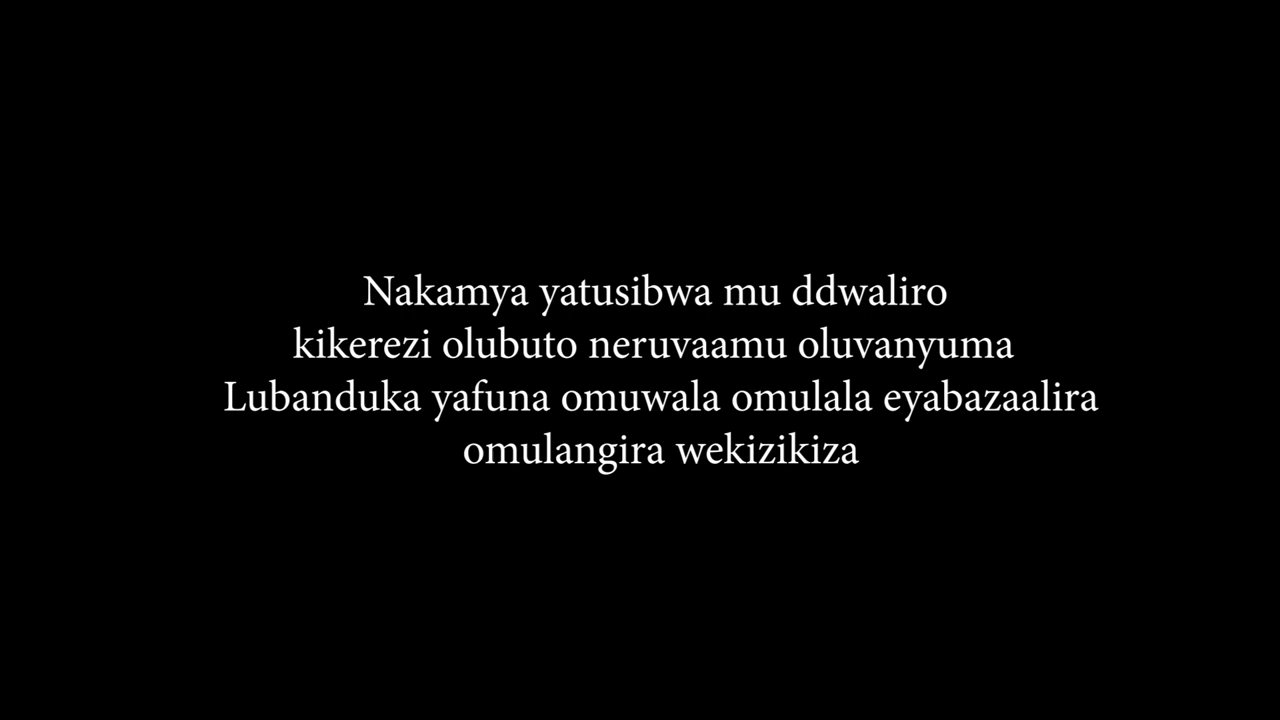 Nakamya yatusibwa mu ddwaliro
kikerezi olubuto neruvaamu oluvanyuma
Lubanduka yafuna omuwala omulala eyabazaalira
omulangira wekizikiza